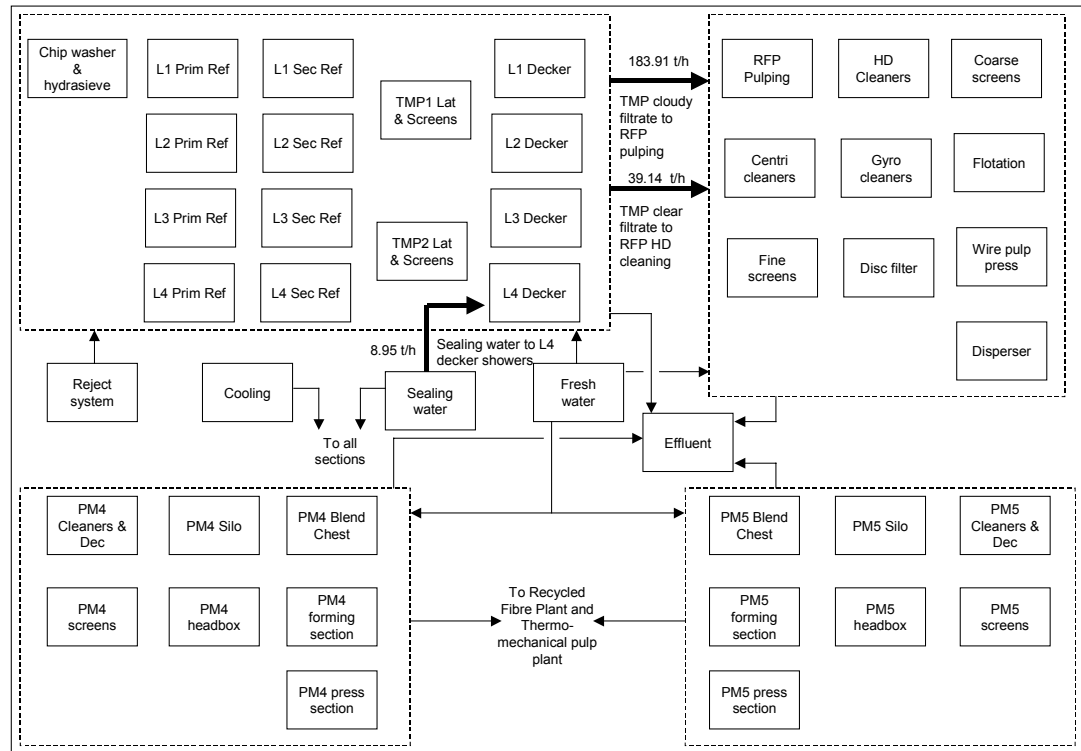 Chip washer
&
hydrasieve
L1 Prim Ref
L1 Sec Ref
L1 Decker
TMP1 Lat
& Screens
L2 Prim Ref
L2 Sec Ref
L2 Decker
L3 Prim Ref
L3 Sec Ref
L3 Decker
TMP2 Lat
& Screens
L4 Prim Ref
L4 Sec Ref
L4 Decker
183.91 t/h
TMP cloudy
filtrate to
RFP
pulping
39.14 t/h
TMP clear
filtrate to
RFP HD
cleaning
RFP
Pulping
HD
Cleaners
Coarse
screens
Centri
cleaners
Gyro
cleaners
Flotation
Fine
screens
Disc filter
Wire pulp
press
Disperser
8.95 t/h
Sealing water to L4
decker showers
Reject
system
Cooling
Sealing
water
Fresh
water
To all
sections
Effluent
PM4
Cleaners &
Dec
PM4 Silo
PM4 Blend
Chest
PM4
screens
PM4
headbox
PM4
forming
section
PM4 press
section
To Recycled
Fibre Plant and
Thermo-
mechanical pulp
plant
PM5 Blend
Chest
PM5 Silo
PM5
Cleaners &
Dec
PM5
forming
section
PM5
headbox
PM5
screens
PM5 press
section